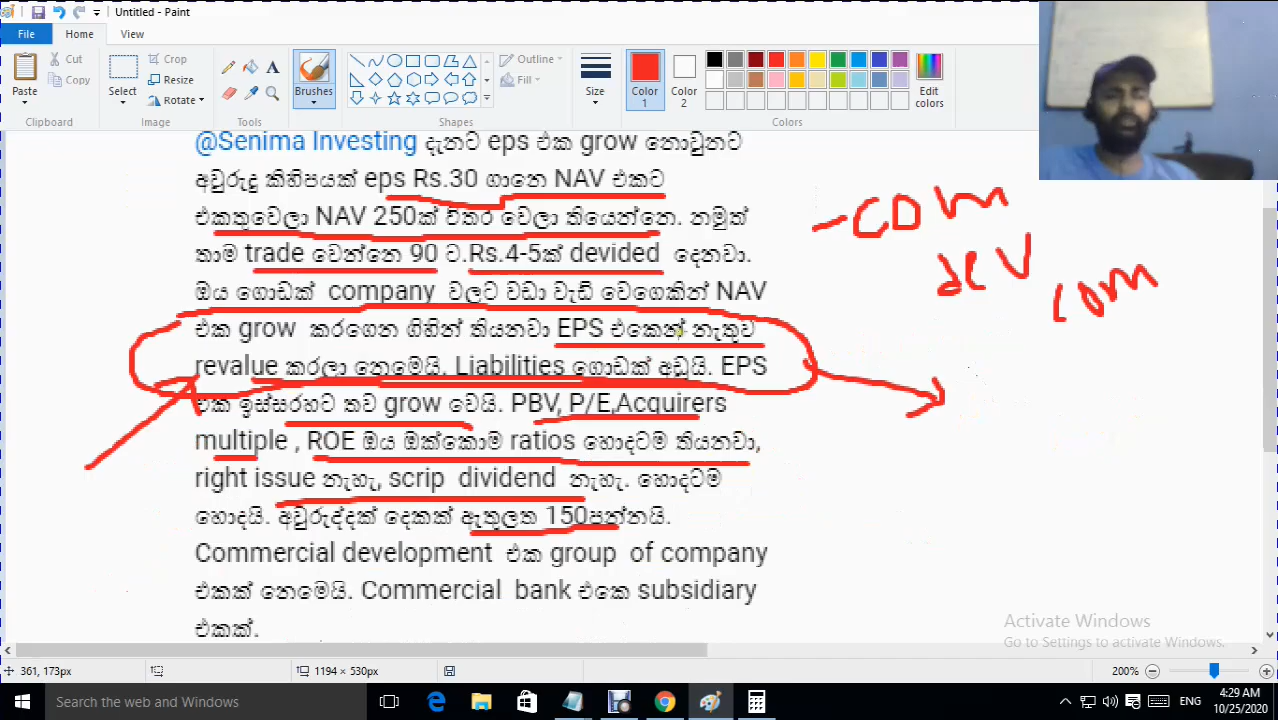 Untitled - Paint
File
Home
View
Paste
Cut
Copy
Clipboard
Select
Crop
Resize
Rotate
Image
Tools
Brushes
Shapes
Outline
Fill
Size
Color 1
Color 2
Edit colors
Colors
@Senima Investing දැනට eps එක grow නොවුනට
අවුරුදු කිහිපයක් eps Rs.30 ගානෙ NAV එකට
එකතුවෙලා NAV 250ක් විතර වෙලා තියෙන්නෙ. නමුත්
තාම trade වෙන්නෙ 90 ට.Rs.4-5ක් devided දෙනවා.
ඔය ගොඩක් company වලට වඩා වැඩි වෙගෙකින් NAV
එක grow කරගෙන ගිහින් තියනවා EPS එකෙන් නැතුව
revalue කරලා නෙමෙයි. Liabilities ගොඩක් අඩුයි. EPS
එක ඉස්සරහට තව grow වෙයි. PBV, P/E,Acquirers
multiple , ROE ඔය ඔක්කොම ratios හොදටම තියනවා,
right issue නැහැ, scrip dividend නැහැ. හොදටම
හොදයි. අවුරුද්දක් දෙකක් ඇතුලත 150පන්නයි.
Commercial development එක group of company
එකක් නෙමෙයි. Commercial bank එකෙ subsidiary
එකක්.
-com
dev
com
Activate Windows
Go to Settings to activate Windows.
361, 173px
1194 × 530px
200%
Search the web and Windows
ENG
4:29 AM
10/25/2020